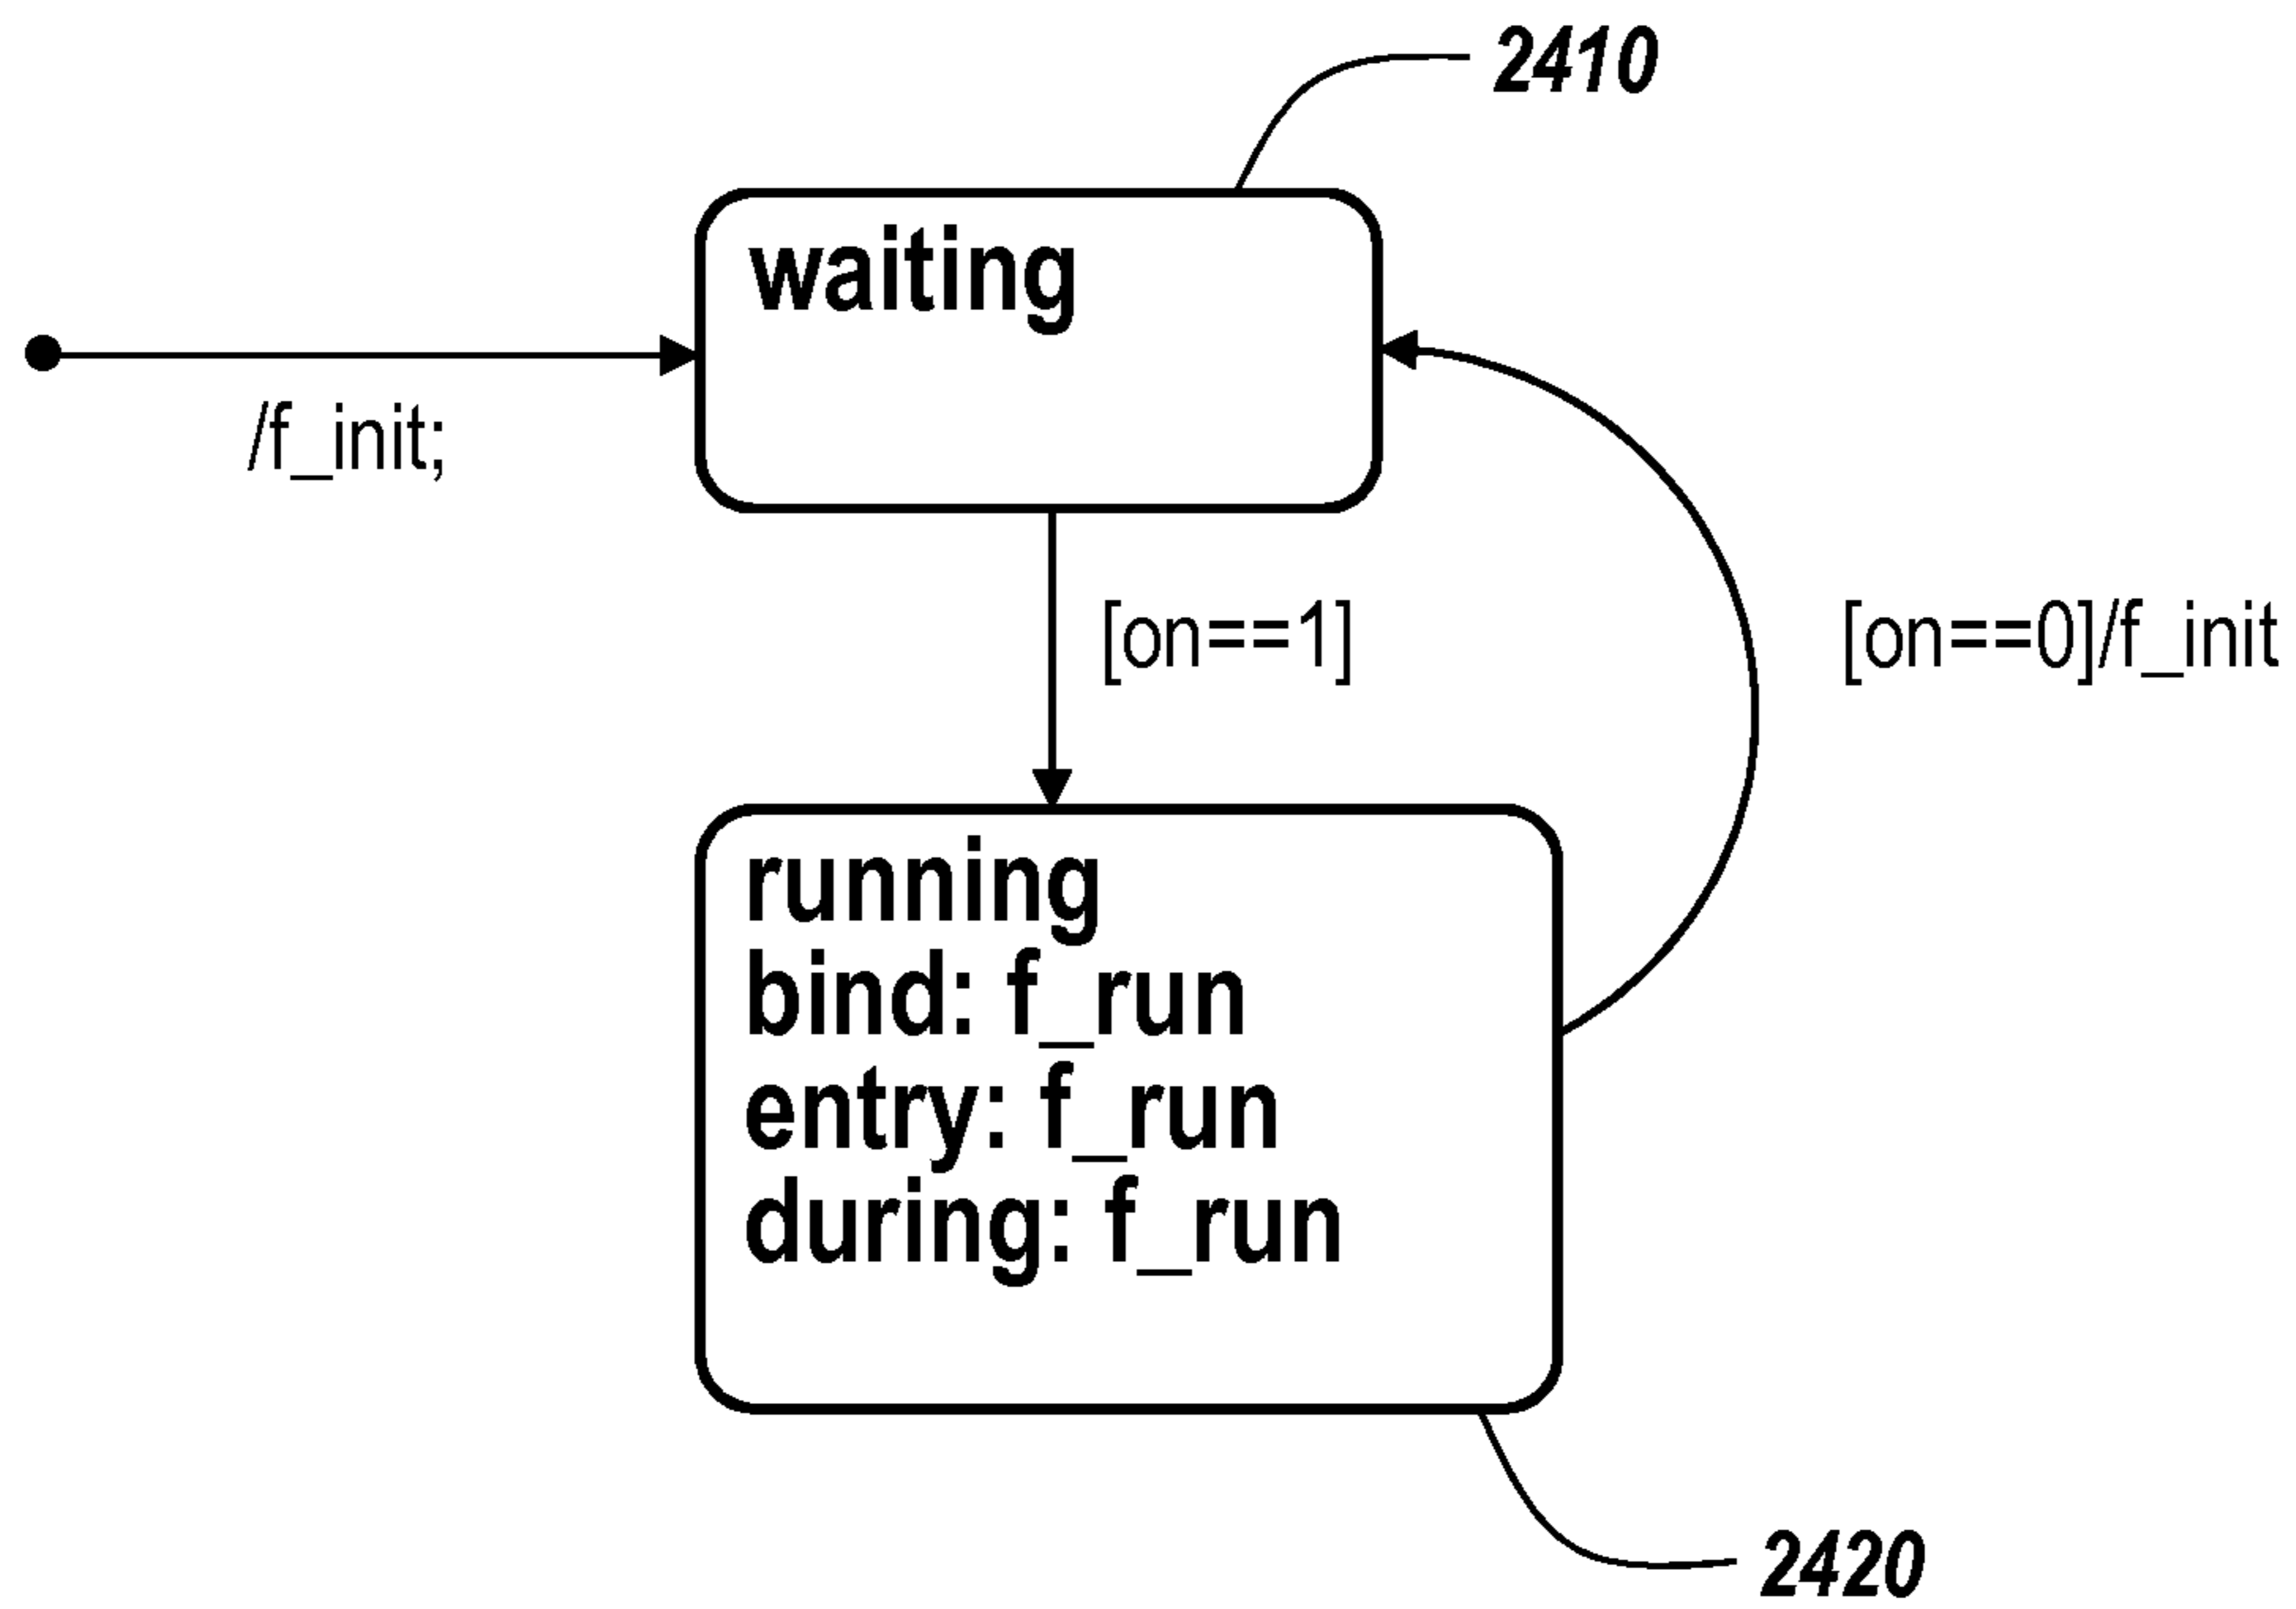 2410
waiting
/f_init;
[on==1]
[on==0]/f_init
running
bind: f_run
entry: f_run
during: f_run
2420